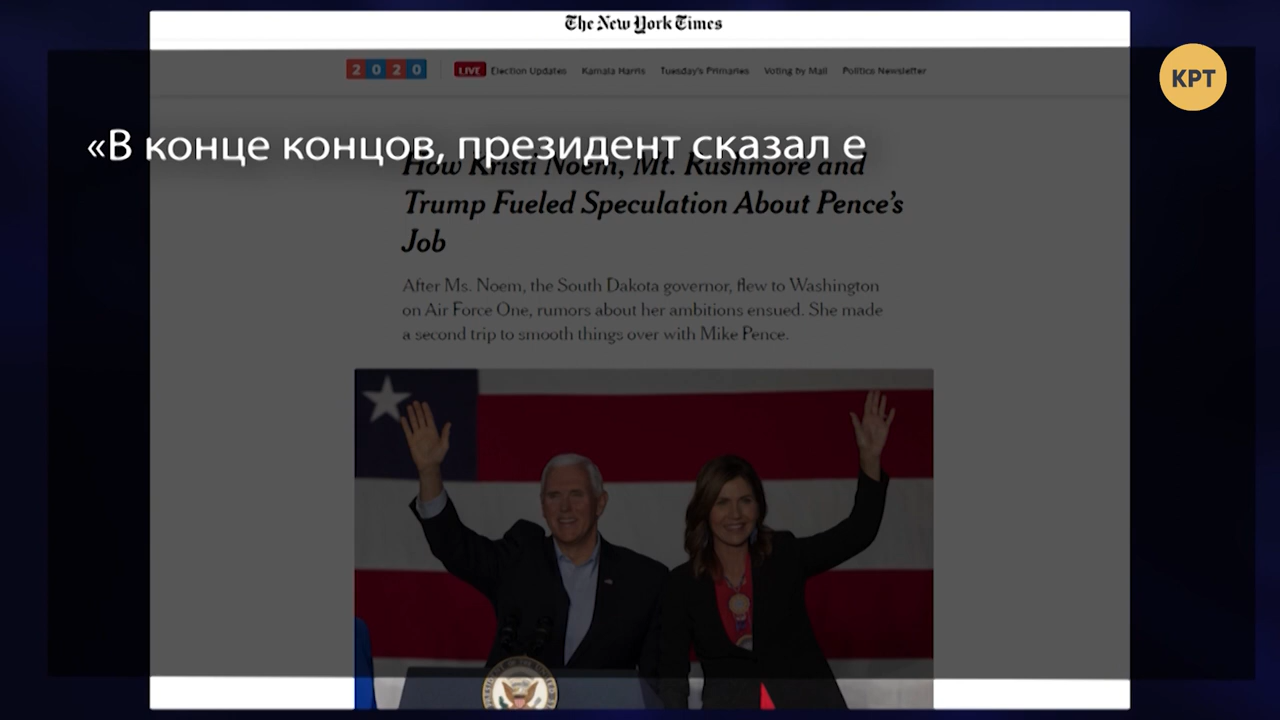 The New York Times
2020 LIVE Election Updates Kamala Harris Tuesday's Primaries Voting by Mail Politics Newsletter
КРТ
«В конце концов, президент сказал е
How Kristi Noem, Mt. Rushmore and
Trump Fueled Speculation About Pence's
Job
After Ms. Noem, the South Dakota governor, flew to Washington
on Air Force One, rumors about her ambitions ensued. She made
a second trip to smooth things over with Mike Pence.